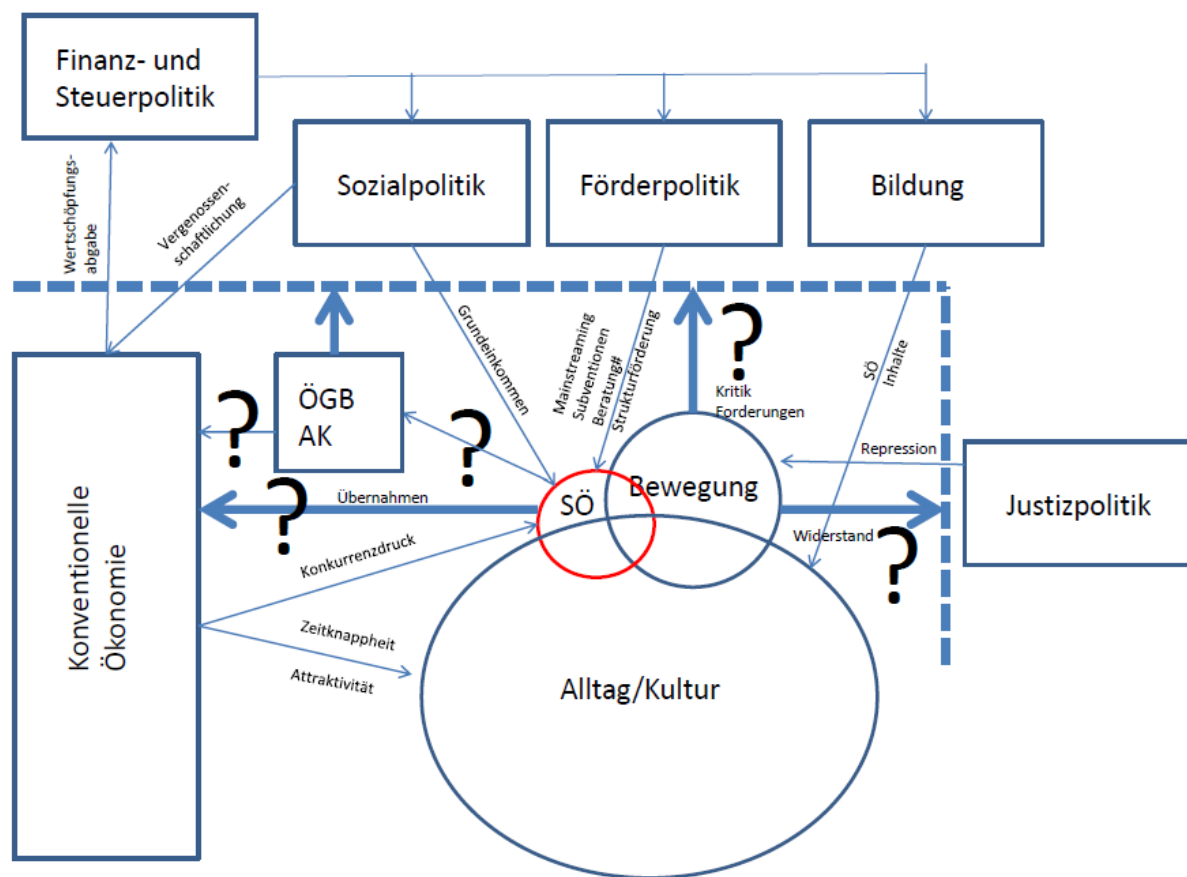 Finanz- und
Steuerpolitik
Sozialpolitik
Förderpolitik
Bildung
Wertschöpfungs-
abgabe
Vergenossen-
schaftlichung
Grundeinkommen
Mainstreaming
Subventionen
Beratung#
Strukturförderung
?
Kritik
Forderungen
SÖ
Inhalte
ÖGB
AK
?
?
Repression
Justizpolitik
Übernahmen
?
SÖ
Bewegung
Widerstand
?
Konkurrenzdruck
Konventionelle
Ökonomie
Zeitknappheit
Attraktivität
Alltag/Kultur